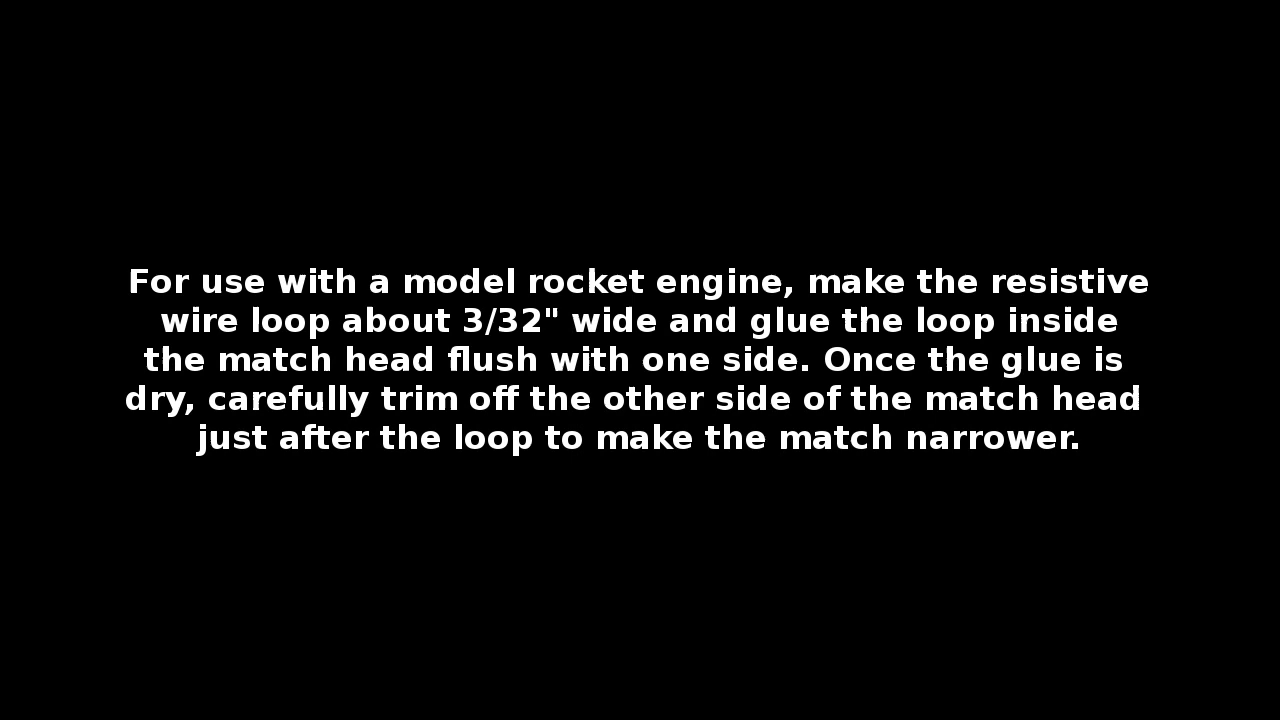 For use with a model rocket engine, make the resistive
wire loop about 3/32" wide and glue the loop inside
the match head flush with one side. Once the glue is
dry, carefully trim off the other side of the match head
just after the loop to make the match narrower.